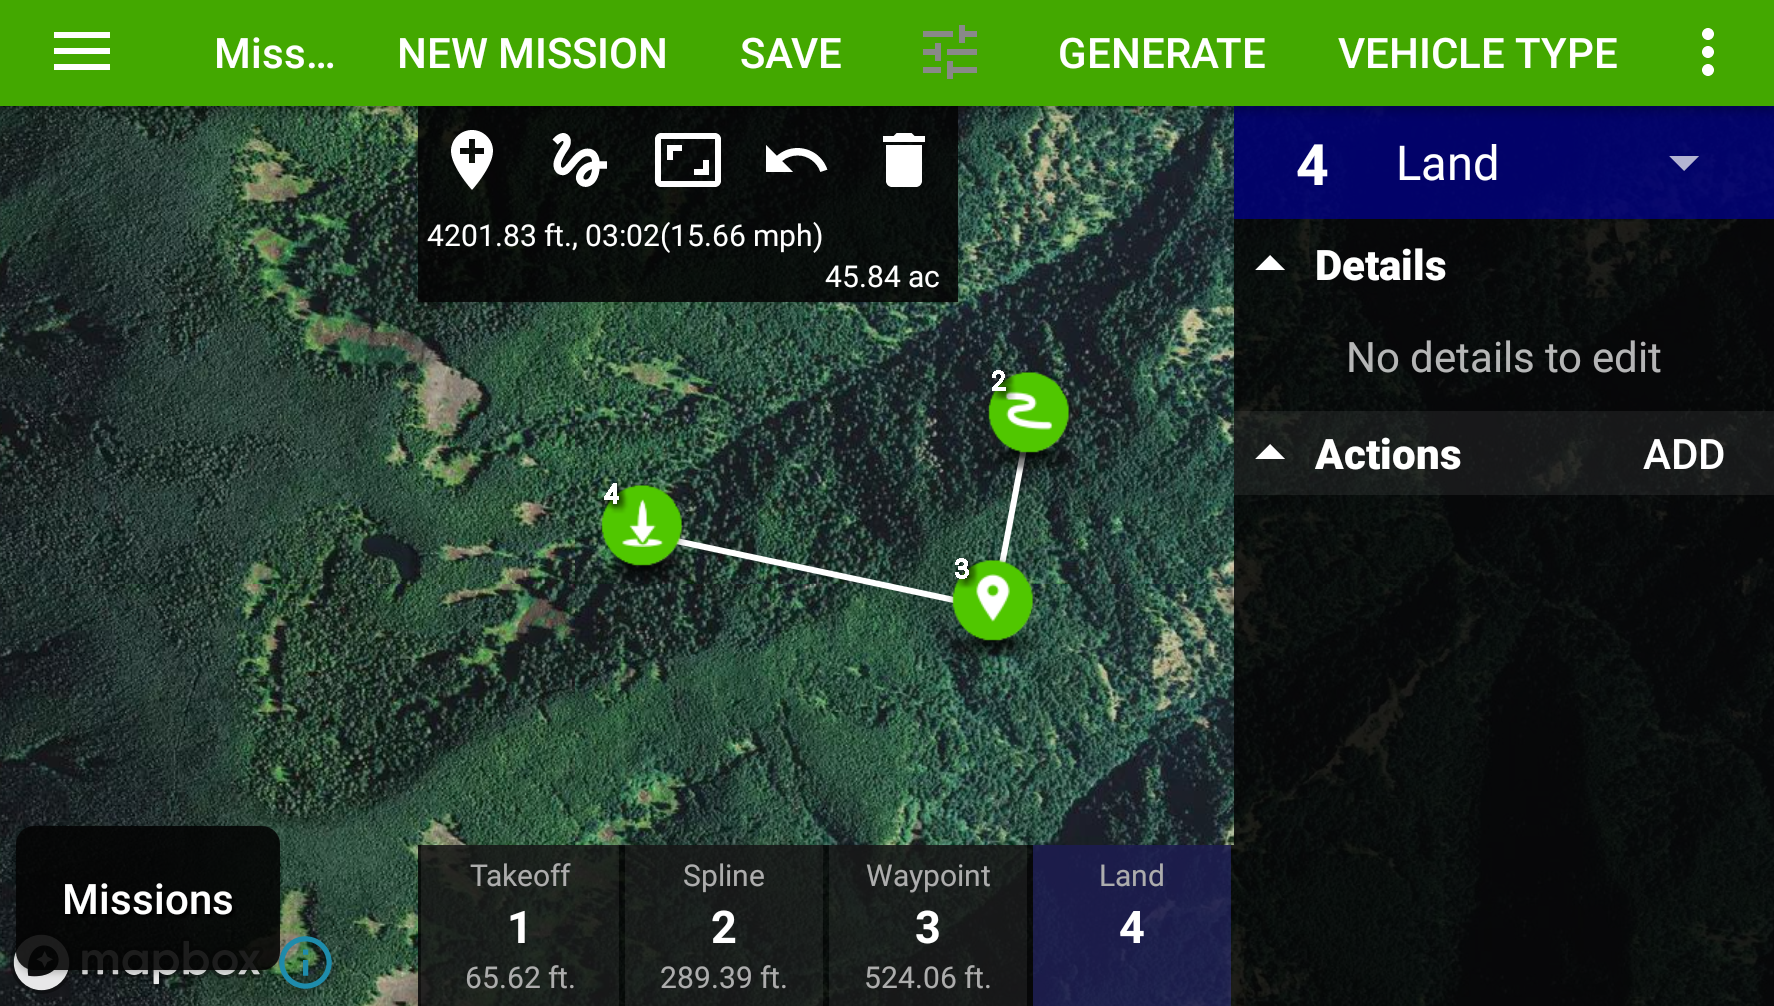 Miss... NEW MISSION SAVE GENERATE VEHICLE TYPE
4201.83 ft., 03:02(15.66 mph)
45.84 ac
4 Land
Details
No details to edit
Actions ADD
2
4
3
Takeoff Spline Waypoint Land
1 2 3 4
65.62 ft. 289.39 ft. 524.06 ft.
Missions
mapbox